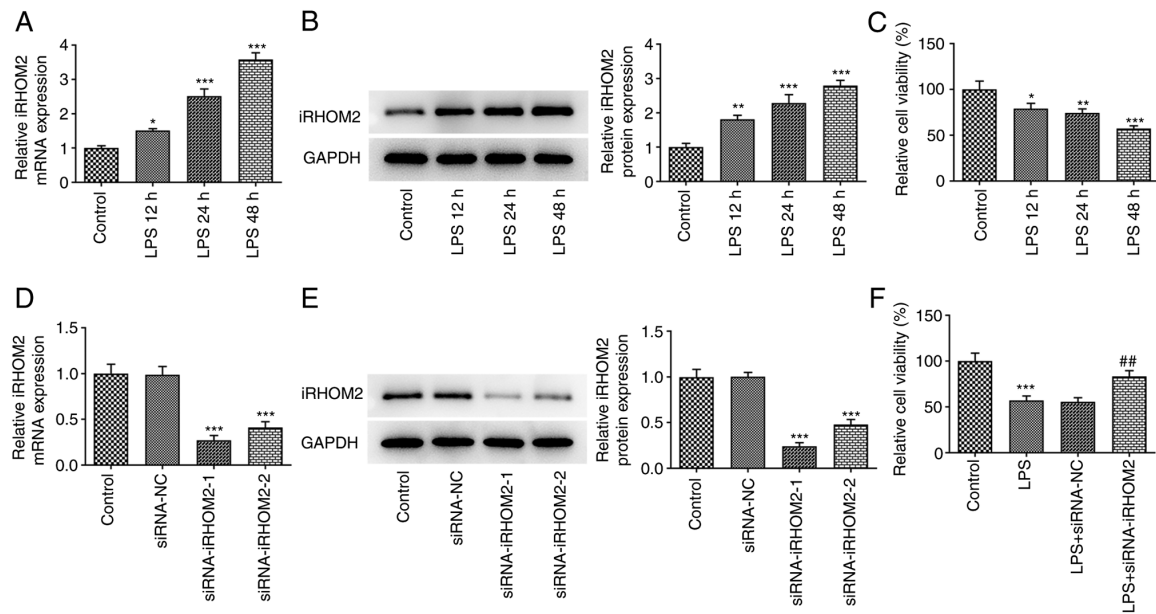 A
Relative iRHOM2
mRNA expression
4
3
2
1
0
*
***
***
Control
LPS 12 h
LPS 24 h
LPS 48 h
B
iRHOM2
GAPDH
Control
LPS 12 h
LPS 24 h
LPS 48 h
Relative iRHOM2
protein expression
4
3
2
1
0
**
***
***
Control
LPS 12 h
LPS 24 h
LPS 48 h
C
Relative cell viability (%)
150
100
50
0
*
**
***
Control
LPS 12 h
LPS 24 h
LPS 48 h
D
Relative iRHOM2
mRNA expression
1.5
1.0
0.5
0.0
***
***
Control
siRNA-NC
siRNA-iRHOM2-1
siRNA-iRHOM2-2
E
iRHOM2
GAPDH
Control
siRNA-NC
siRNA-iRHOM2-1
siRNA-iRHOM2-2
Relative iRHOM2
protein expression
1.5
1.0
0.5
0.0
***
***
Control
siRNA-NC
siRNA-iRHOM2-1
siRNA-iRHOM2-2
F
Relative cell viability (%)
150
100
50
0
***
##
Control
LPS
LPS+siRNA-NC
LPS+siRNA-iRHOM2